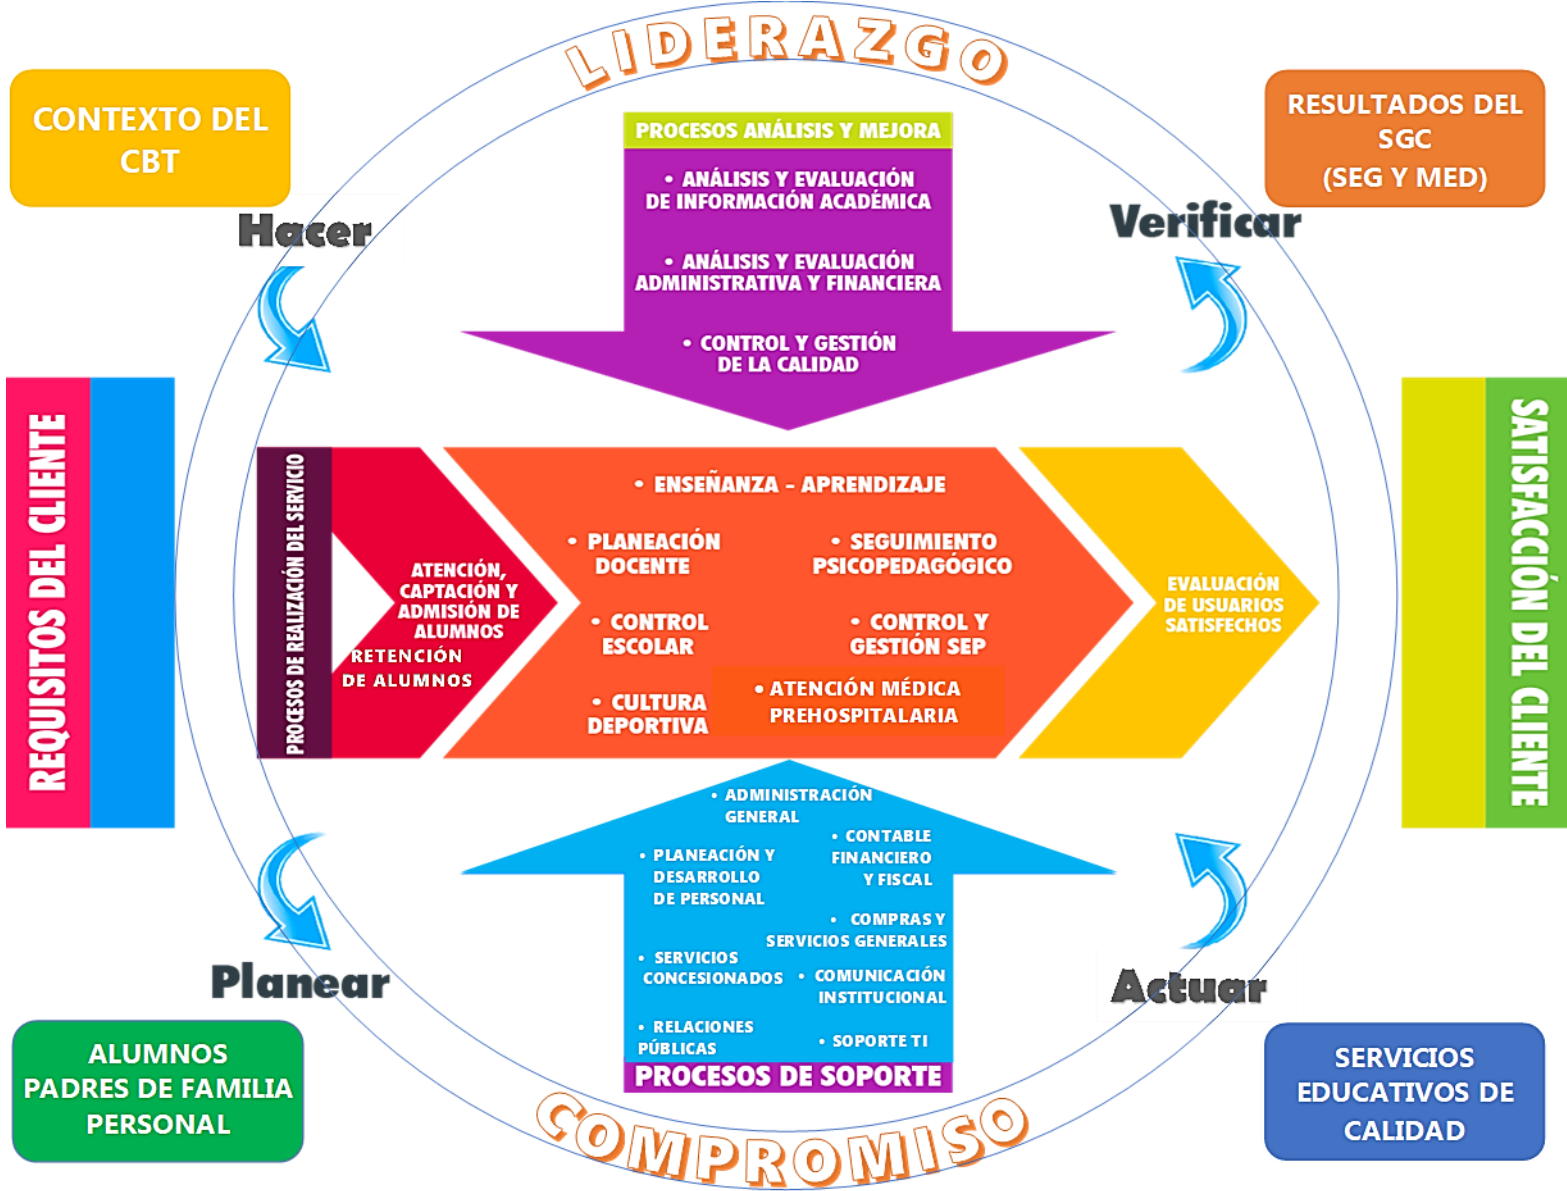 LIDERAZGO
CONTEXTO DEL
CBT
RESULTADOS DEL
SGC
(SEG Y MED)
Hacer
Verificar
PROCESOS ANÁLISIS Y MEJORA
• ANÁLISIS Y EVALUACIÓN
DE INFORMACIÓN ACADÉMICA
• ANÁLISIS Y EVALUACIÓN
ADMINISTRATIVA Y FINANCIERA
• CONTROL Y GESTIÓN
DE LA CALIDAD
REQUISITOS DEL CLIENTE
PROCESOS DE REALIZACIÓN DEL SERVICIO
ATENCIÓN,
CAPTACIÓN Y
ADMISIÓN DE
ALUMNOS
RETENCIÓN
DE ALUMNOS
• ENSEÑANZA - APRENDIZAJE
• PLANEACIÓN
DOCENTE
• SEGUIMIENTO
PSICOPEDAGÓGICO
• CONTROL
ESCOLAR
• CONTROL Y
GESTIÓN SEP
• CULTURA
DEPORTIVA
• ATENCIÓN MÉDICA
PREHOSPITALARIA
EVALUACIÓN
DE USUARIOS
SATISFECHOS
SATISFACCIÓN DEL CLIENTE
• ADMINISTRACIÓN
GENERAL
• CONTABLE
FINANCIERO
Y FISCAL
• PLANEACIÓN Y
DESARROLLO
DE PERSONAL
• COMPRAS Y
SERVICIOS GENERALES
• SERVICIOS
CONCESIONADOS
• COMUNICACIÓN
INSTITUCIONAL
• RELACIONES
PÚBLICAS
• SOPORTE TI
PROCESOS DE SOPORTE
Planear
Actuar
ALUMNOS
PADRES DE FAMILIA
PERSONAL
SERVICIOS
EDUCATIVOS DE
CALIDAD
COMPROMISO